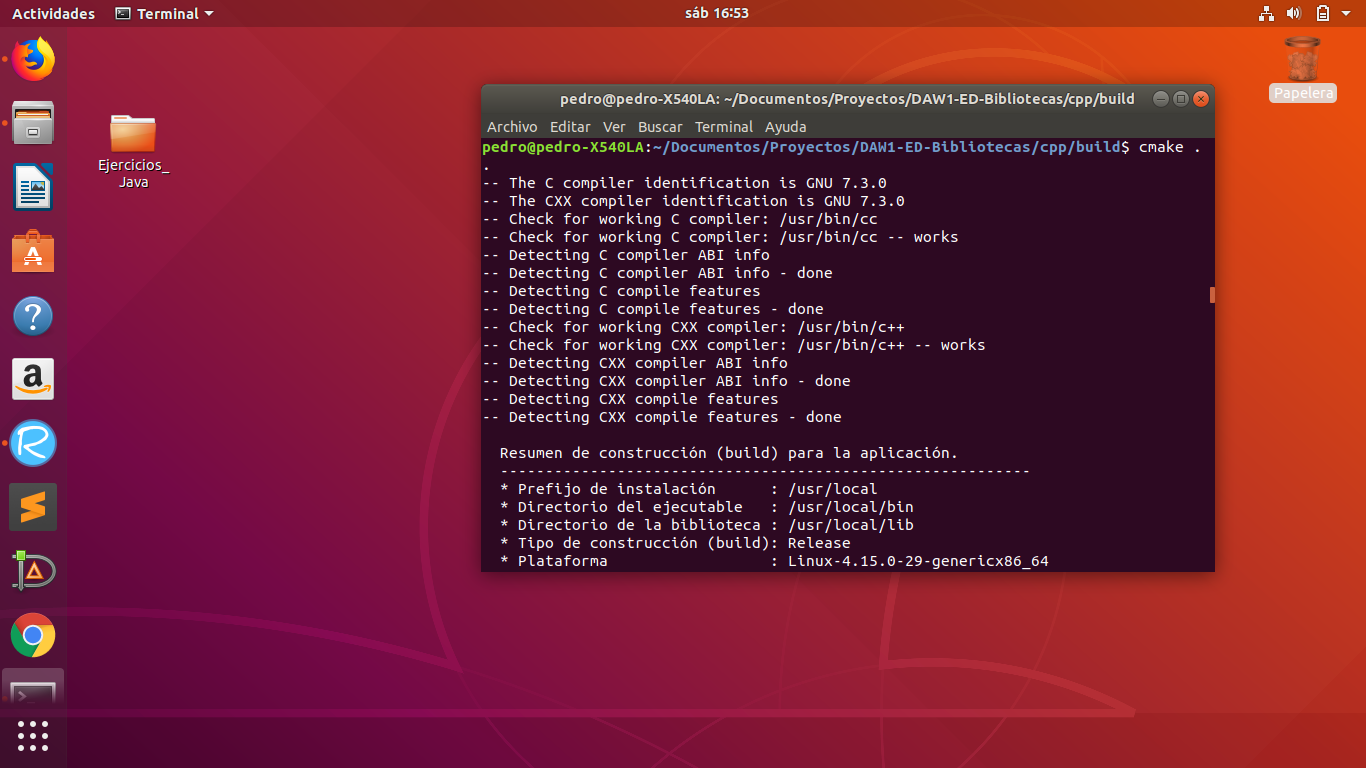 Actividades Terminal sáb 16:53
Papelera
Ejercicios_
Java
pedro@pedro-X540LA: ~/Documentos/Proyectos/DAW1-ED-Bibliotecas/cpp/build
Archivo Editar Ver Buscar Terminal Ayuda
pedro@pedro-X540LA:~/Documentos/Proyectos/DAW1-ED-Bibliotecas/cpp/build$ cmake .
.
-- The C compiler identification is GNU 7.3.0
-- The CXX compiler identification is GNU 7.3.0
-- Check for working C compiler: /usr/bin/cc
-- Check for working C compiler: /usr/bin/cc -- works
-- Detecting C compiler ABI info
-- Detecting C compiler ABI info - done
-- Detecting C compile features
-- Detecting C compile features - done
-- Check for working CXX compiler: /usr/bin/c++
-- Check for working CXX compiler: /usr/bin/c++ -- works
-- Detecting CXX compiler ABI info
-- Detecting CXX compiler ABI info - done
-- Detecting CXX compile features
-- Detecting CXX compile features - done
Resumen de construcción (build) para la aplicación.
-----------------------------------------------------------
* Prefijo de instalación : /usr/local
* Directorio del ejecutable : /usr/local/bin
* Directorio de la biblioteca : /usr/local/lib
* Tipo de construcción (build): Release
* Plataforma : Linux-4.15.0-29-genericx86_64